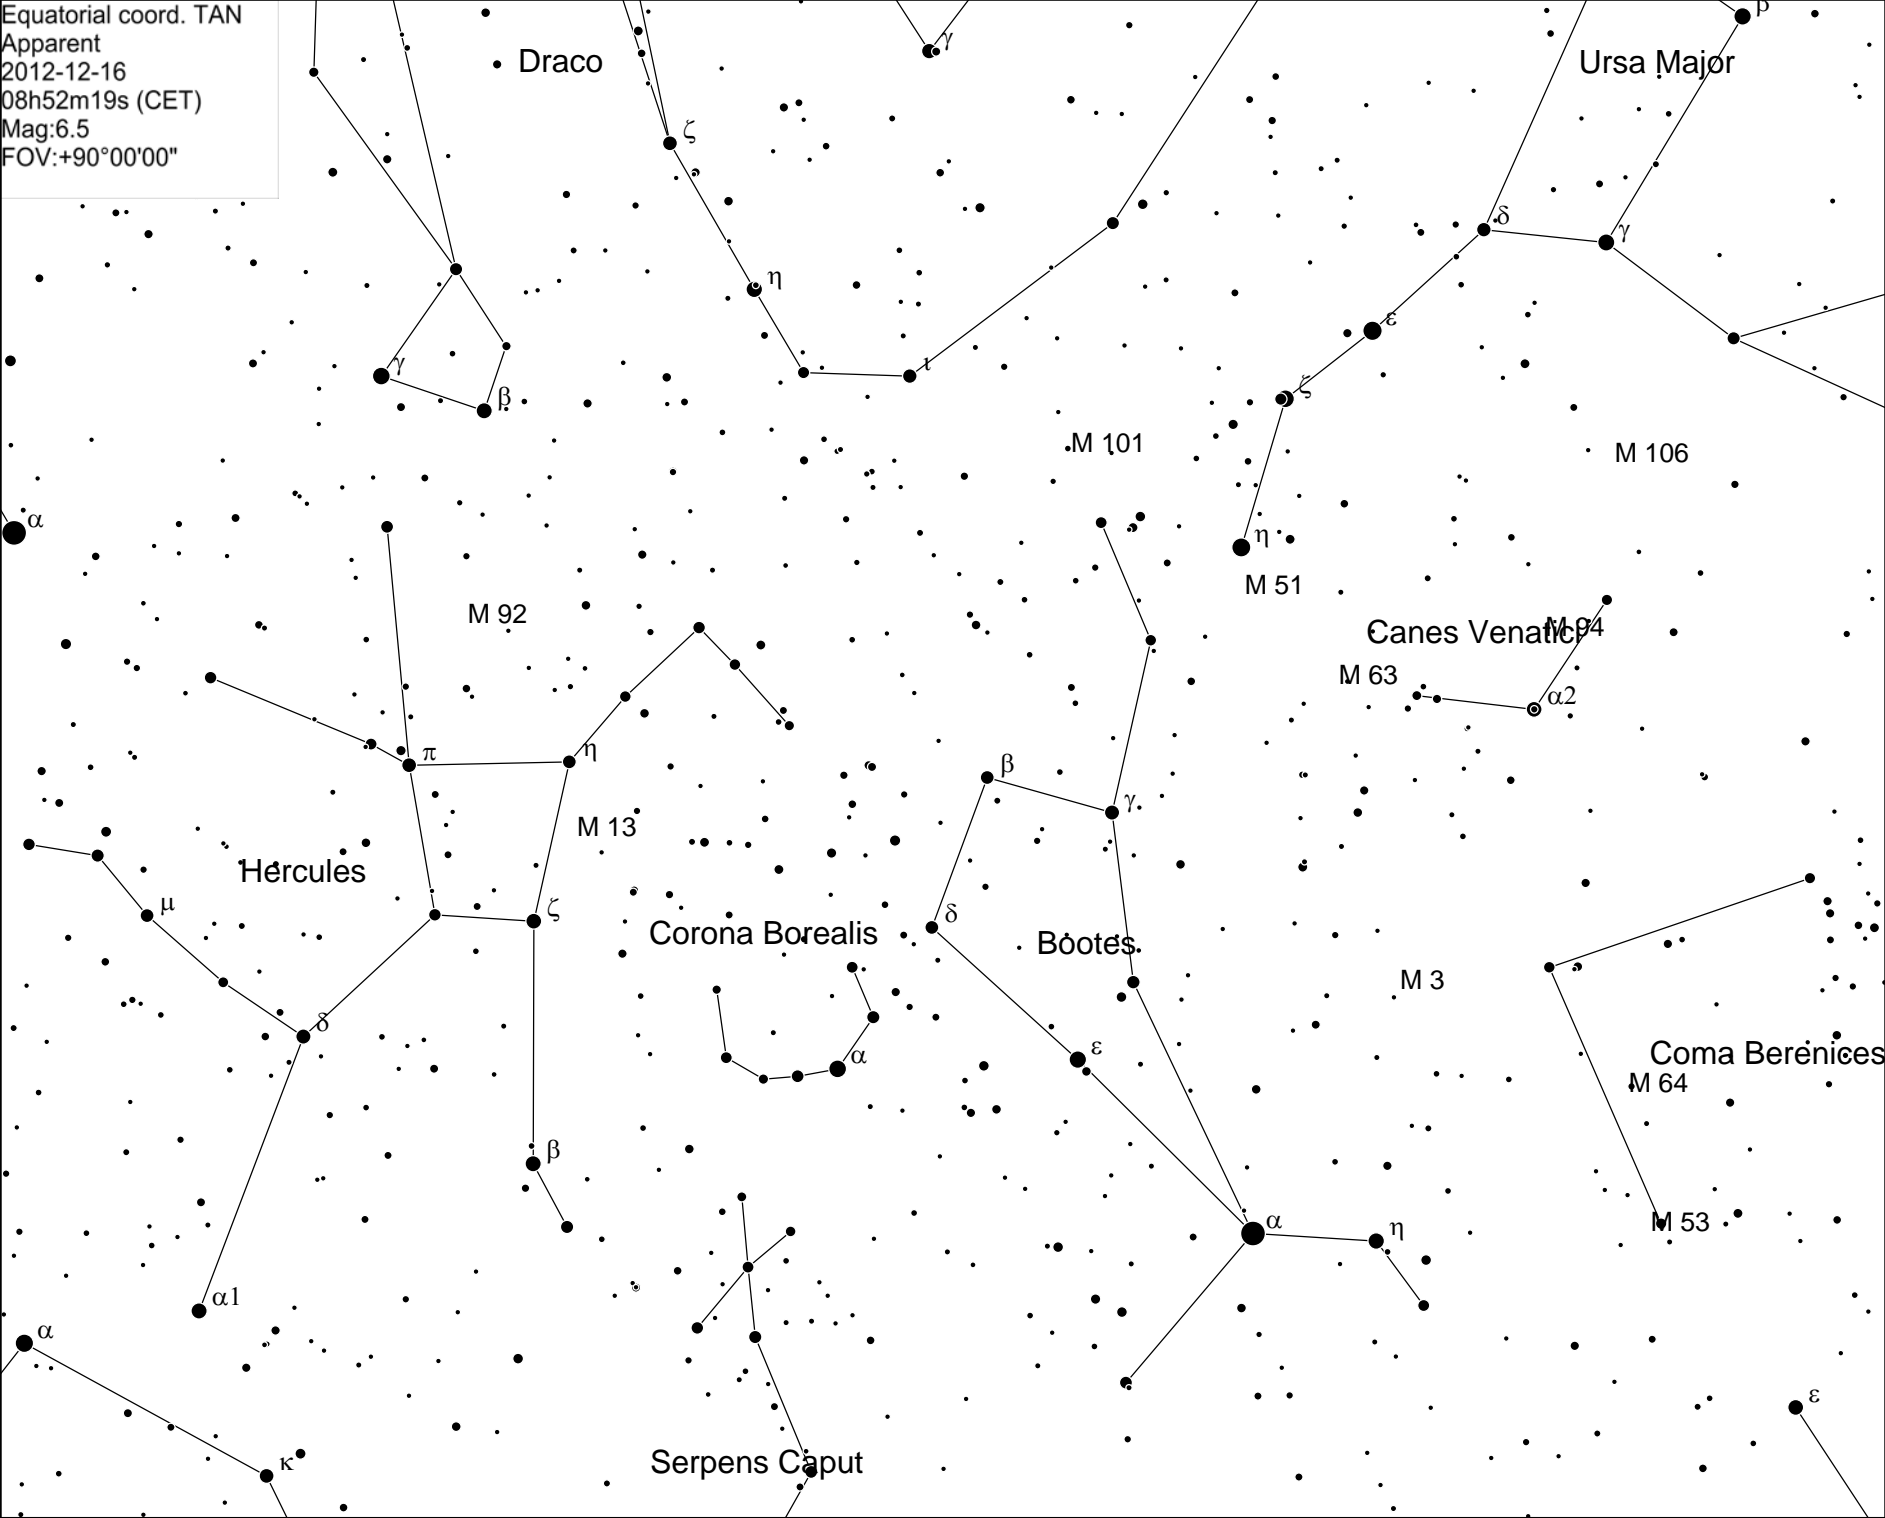 Equatorial coord. TAN
Apparent
2012-12-16
08h52m19s (CET)
Mag:6.5
FOV:+90°00'00"
Draco
γ
β
Ursa Major
ζ
δ
γ
η
ε
γ
β
ι
ζ
M 101
M 106
α
η
M 51
M 92
Canes Venatici
M 94
M 63
α2
π
η
β
γ
M 13
Hercules
μ
ζ
Corona Borealis
δ
Bootes
M 3
δ
α
ε
Coma Berenices
M 64
β
α
η
M 53
α1
α
ε
κ
Serpens Caput